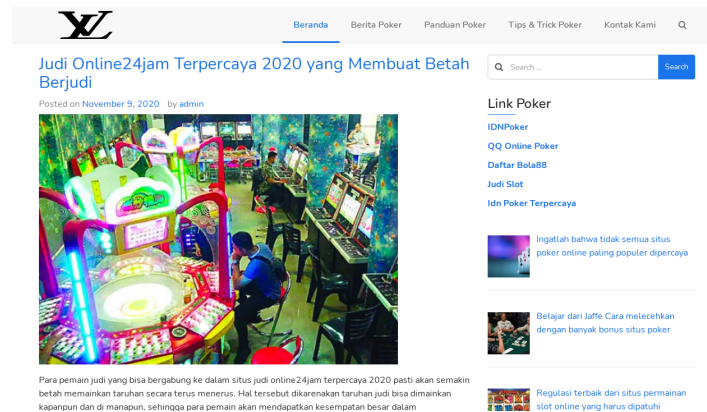 XV
Beranda Berita Poker Panduan Poker Tips & Trick Poker Kontak Kami
Judi Online24jam Terpercaya 2020 yang Membuat Betah
Berjudi
Posted on November 9, 2020 by admin
Para pemain judi yang bisa bergabung ke dalam situs judi online24jam terpercaya 2020 pasti akan semakin
betah memainkan taruhan secara terus menerus. Hal tersebut dikarenakan taruhan judi bisa dimainkan
kapanpun dan di manapun, sehingga para pemain akan mendapatkan kesempatan besar dalam
Search ...
Search
Link Poker
IDNPoker
QQ Online Poker
Daftar Bola88
Judi Slot
Idn Poker Terpercaya
Ingatlah bahwa tidak semua situs
poker online paling populer dipercaya
Belajar dari Jaffe Cara melecehkan
dengan banyak bonus situs poker
Regulasi terbaik dari situs permainan
slot online yang harus dipatuhi